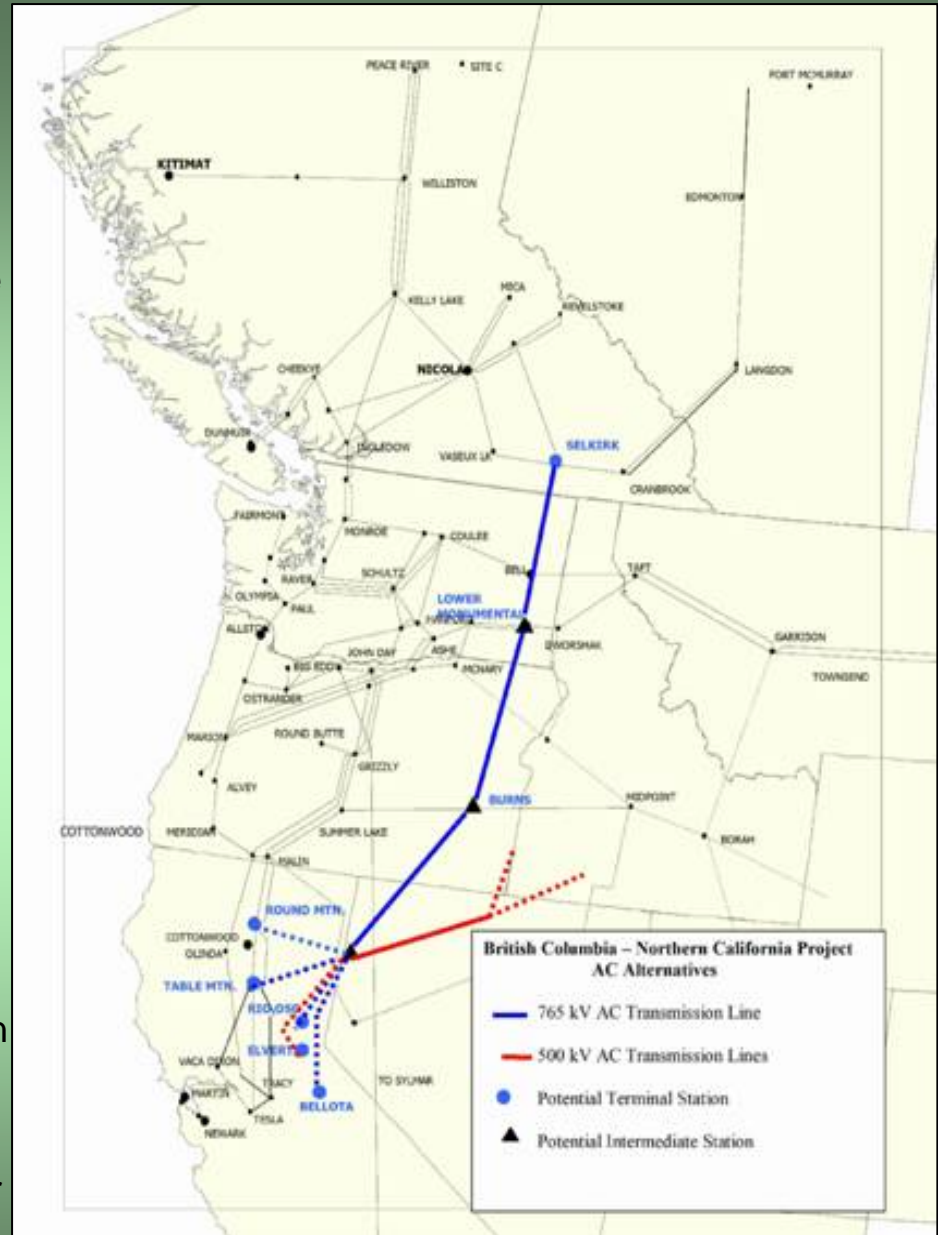 PEACE RIVER
SITE C
FORT MCMURRAY
KITIMAT
WILLISTON
EDMONTON
MICA
KELLY LAKE
REVELSTOKE
CHEEKYE
NICOLA
LANGDON
DUNMUIR
INGLEDOW
VASEUX LK
SELKIRK
CRANBROOK
FAIRMONT
MONROE
COULEE
SCHULTZ
BELL
TAFT
RAVER
OLYMPIA
PAUL
LOWER
MONUMENTAL
HANFORD
ALLSTON
DWORSHAK
GARRISON
JOHN DAY
ASHE
BIG EDDY
MCNARY
TOWNSEND
OSTRANDER
MARION
ROUND BUTTE
GRIZZLY
ALVEY
BURNS
MIDPOINT
COTTONWOOD
MERIDIAN
SUMMER LAKE
BORAH
MALIN
ROUND MTN.
COTTONWOOD
OLINDA
TABLE MTN.
RIO OSO
ELVERTA
VACA DIXON
TRACY
TO SYLMAR
MARTIN
BELLOTA
TESLA
NEWARK
British Columbia – Northern California Project
AC Alternatives
765 kV AC Transmission Line
500 kV AC Transmission Lines
Potential Terminal Station
Potential Intermediate Station